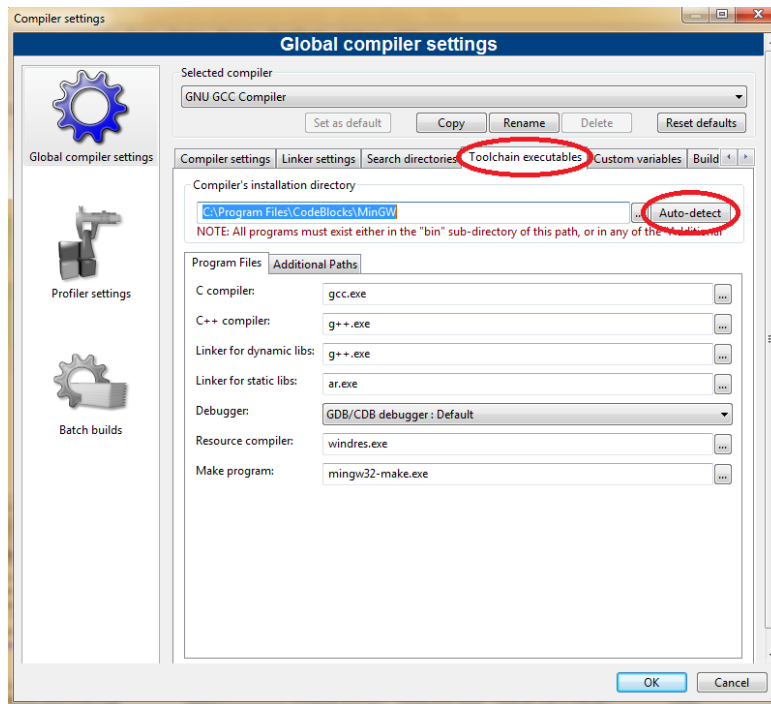 Compiler settings
Global compiler settings
Selected compiler
GNU GCC Compiler
Set as default Copy Rename Delete Reset defaults
Global compiler settings
Compiler settings Linker settings Search directories Toolchain executables Custom variables Build
Compiler's installation directory
C:\Program Files\CodeBlocks\MinGW ... Auto-detect
NOTE: All programs must exist either in the "bin" sub-directory of this path, or in any of the "Additional
Program Files Additional Paths
Profiler settings
C compiler: gcc.exe ...
C++ compiler: g++.exe ...
Linker for dynamic libs: g++.exe ...
Linker for static libs: ar.exe ...
Debugger: GDB/CDB debugger : Default
Batch builds
Resource compiler: windres.exe ...
Make program: mingw32-make.exe ...
OK Cancel